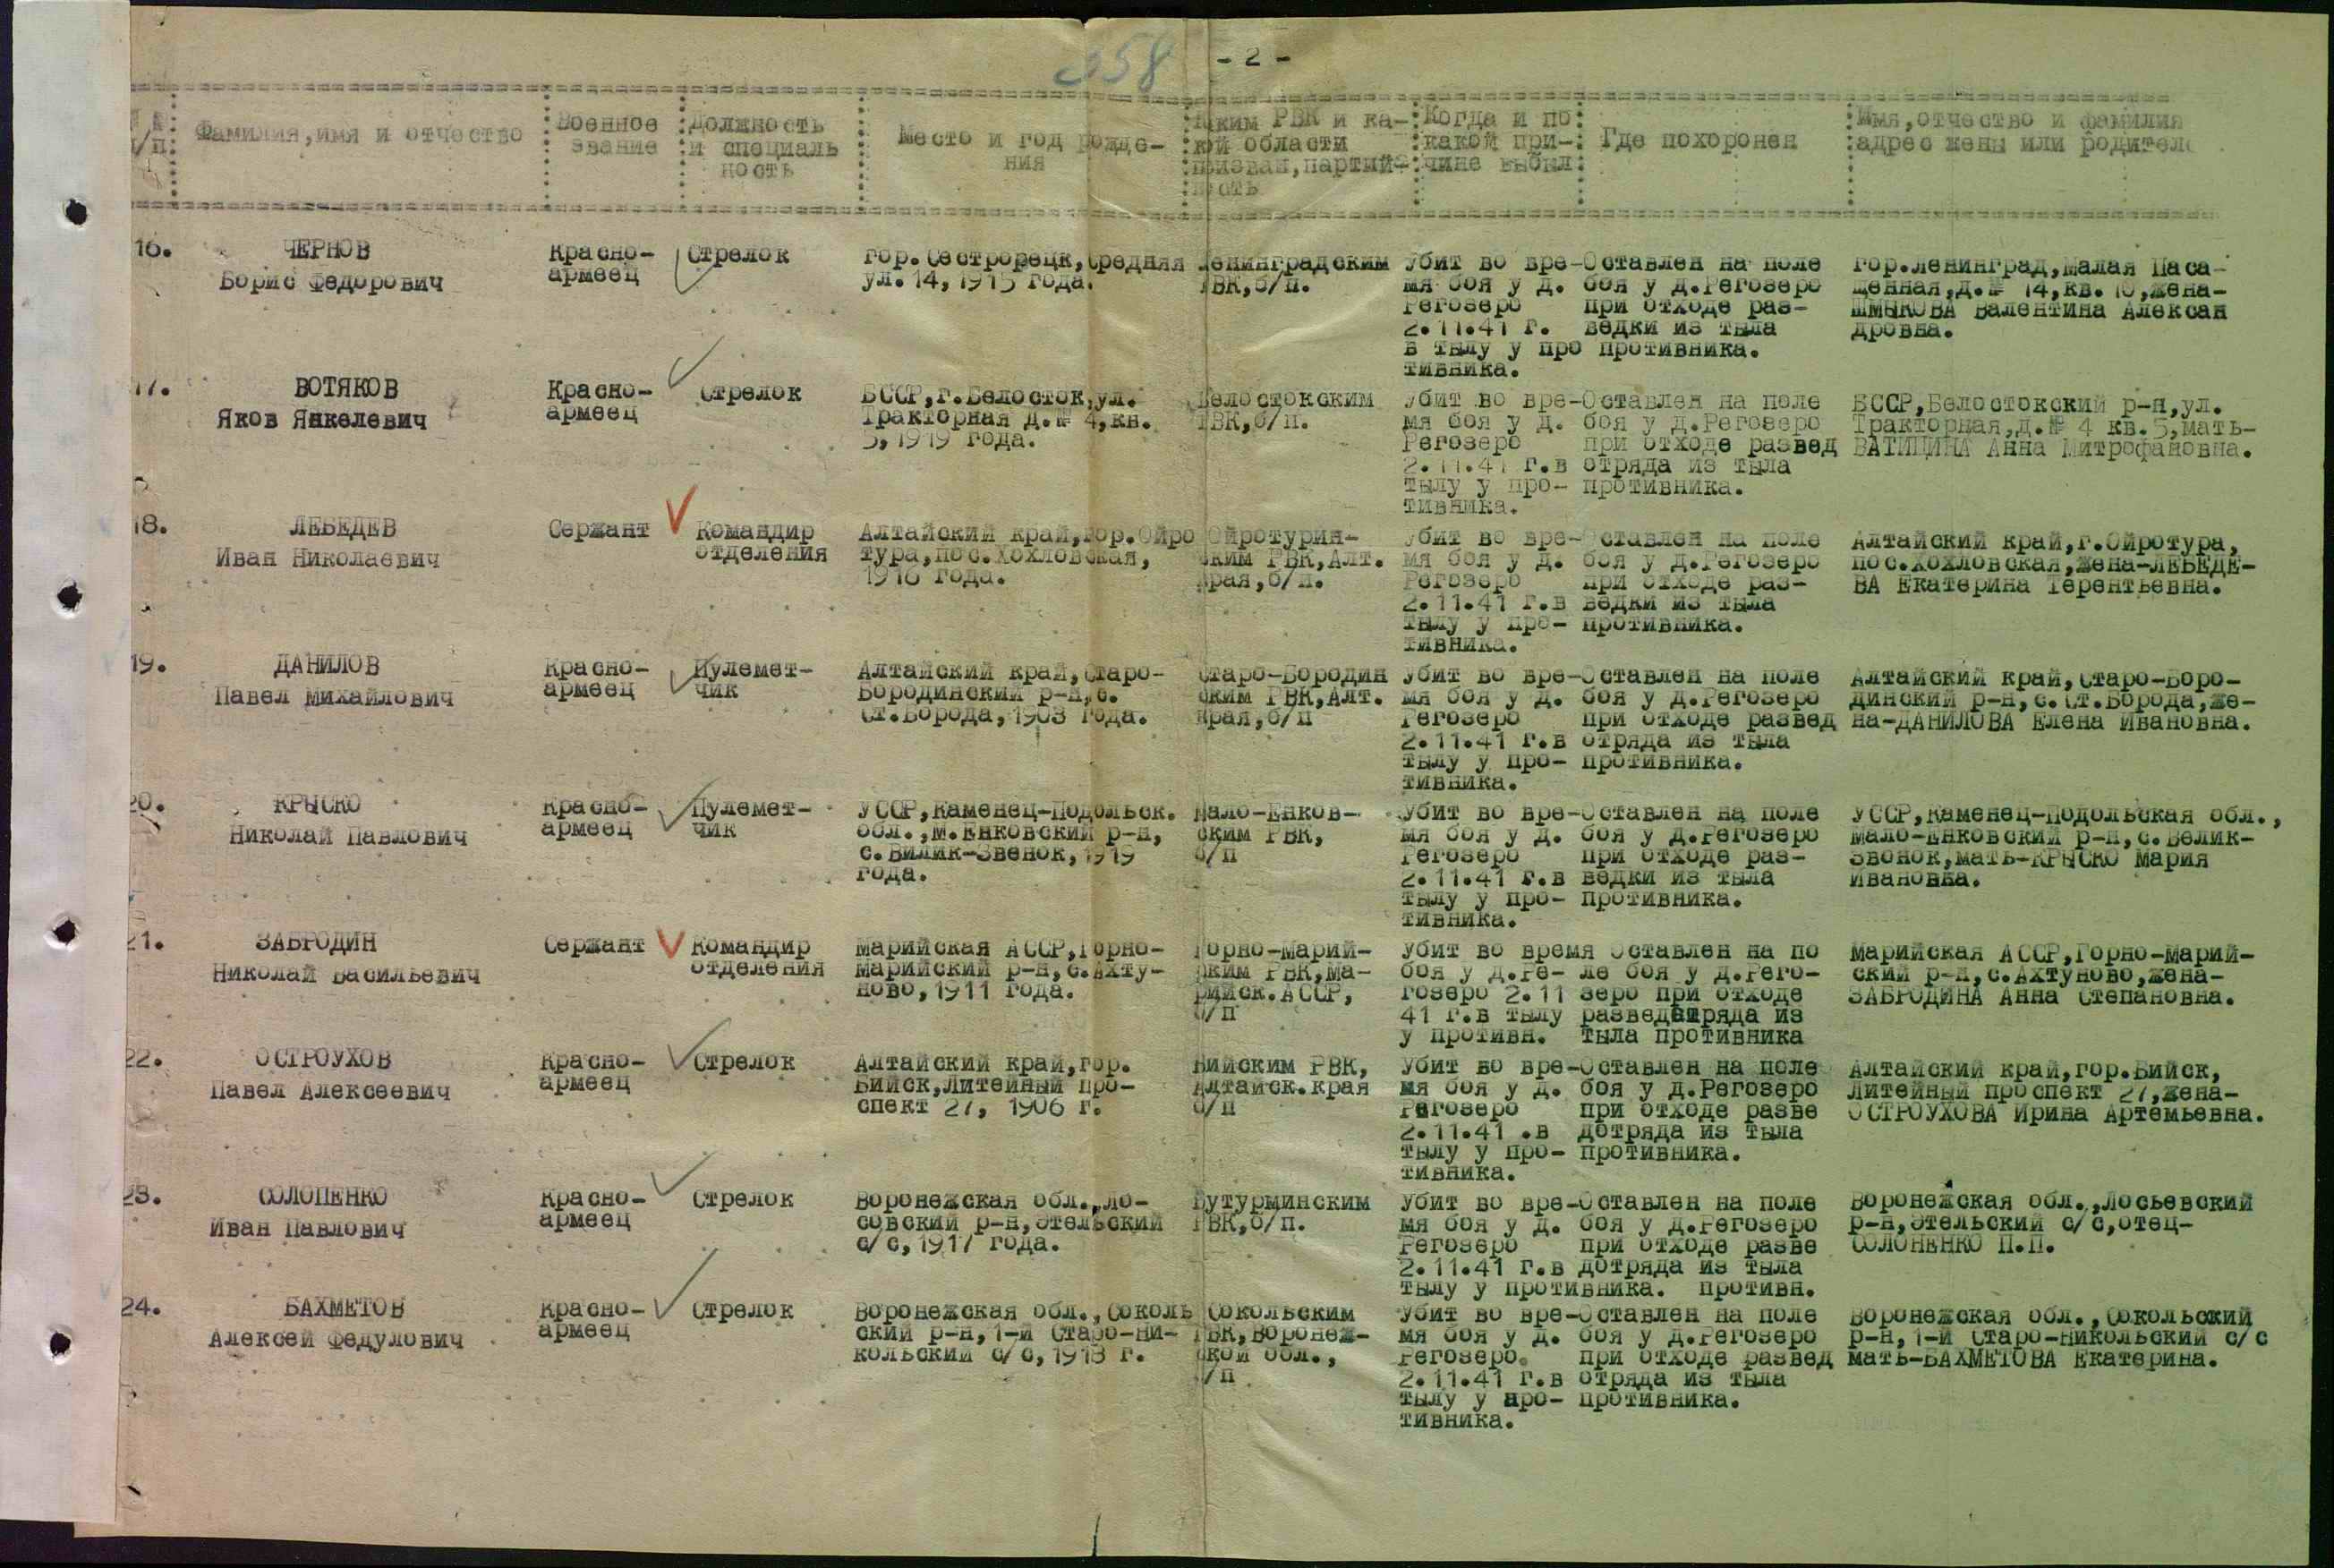 358 - 2 -
Фамилия,имя и отчество
Военное
звание
Должность
и специаль
ность
Место и год рожде-
ния
ким РВК и ка-
кой области
призван,партий-
ность
Когда и по
какой при-
чине выбыл
Где похоронен
Имя,отчество и фамилия
адрес жены или родител
16.
ЧЕРНОВ
Борис Федорович
Красно-
армеец
Стрелок
гор.Сестрорецк,Средняя
ул.14,1915 года.
Ленинградским
РВК,б/п.
Убит во вре-
мя боя у д.
Регозеро
2.11.41 г.
в тылу у про
тивника.
Оставлен на поле
боя у д.Регозеро
при отходе раз-
ведки из тыла
противника.
гор.Ленинград,Малая Паса-
щенная,д.№ 14,кв.10,жена-
ШМЫКОВА Валентина Алексан
дровна.
17.
ВОТЯКОВ
Яков Янкелевич
Красно-
армеец
Стрелок
БССР,г.Белосток,ул.
Тракторная д.№ 4,кв.
5,1919 года.
Белостокским
РВК,б/п.
Убит во вре-
мя боя у д.
Регозеро
2.11.41 г.в
тылу у про-
тивника.
Оставлен на поле
боя у д.Регозеро
при отходе развед
отряда из тыла
противника.
БССР,Белостокский р-н,ул.
Тракторная,д.№ 4 кв.5,мать-
ВАТИЦИНА Анна Митрофановна.
18.
ЛЕБЕДЕВ
Иван Николаевич
Сержант
Командир
отделения
Алтайский край,гор.Ойро
тура,пос.Хохловская,
1916 года.
Ойротурин-
ским РВК,Алт.
края,б/п.
Убит во вре-
мя боя у д.
Регозеро
2.11.41 г.в
тылу у про-
тивника.
Оставлен на поле
боя у д.Регозеро
при отходе раз-
ведки из тыла
противника.
Алтайский край,г.Ойротура,
пос.Хохловская,жена-ЛЕБЕДЕ-
ВА Екатерина Терентьевна.
19.
ДАНИЛОВ
Павел Михайлович
Красно-
армеец
Пулемет-
чик
Алтайский край,Старо-
Бородинский р-н,с.
Ст.Борода,1903 года.
Старо-Бородин
ским РВК,Алт.
края,б/п
Убит во вре-
мя боя у д.
Регозеро
2.11.41 г.в
тылу у про-
тивника.
Оставлен на поле
боя у д.Регозеро
при отходе развед
отряда из тыла
противника.
Алтайский край,Старо-Боро-
динский р-н,с.Ст.Борода,же-
на-ДАНИЛОВА Елена Ивановна.
20.
КРЫСКО
Николай Павлович
Красно-
армеец
Пулемет-
чик
УССР,Каменец-Подольск.
обл.,М.Енковский р-н,
с.Вилик-Звенок,1919
года.
Мало-Енков-
ским РВК,
б/п
Убит во вре-
мя боя у д.
Регозеро
2.11.41 г.в
тылу у про-
тивника.
Оставлен на поле
боя у д.Регозеро
при отходе раз-
ведки из тыла
противника.
УССР,Каменец-Подольская обл.,
Мало-Енковский р-н,с.Велик-
Звонок,мать-КРЫСКО Мария
Ивановна.
21.
ЗАБРОДИН
Николай Васильевич
Сержант
Командир
отделения
Марийская АССР,Горно-
Марийский р-н,с.Ахту-
ново,1911 года.
Горно-Марий-
ским РВК,Ма-
рийск.АССР,
б/п
Убит во время
боя у д.Ре-
гозеро 2.11
41 г.в тылу
у противн.
Оставлен на по
ле боя у д.Рего-
зеро при отходе
разведотряда из
тыла противника
Марийская АССР,Горно-Марий-
ский р-н,с.Ахтуново,жена-
ЗАБРОДИНА Анна Степановна.
22.
ОСТРОУХОВ
Павел Алексеевич
Красно-
армеец
Стрелок
Алтайский край,гор.
Бийск,Литейный про-
спект 27, 1906 г.
Бийским РВК,
Алтайск.края
б/п
Убит во вре-
мя боя у д.
Регозеро
2.11.41 .в
тылу у про-
тивника.
Оставлен на поле
боя у д.Регозеро
при отходе разве
дотряда из тыла
противника.
Алтайский край,гор.Бийск,
Литейный проспект 27,жена-
ОСТРОУХОВА Ирина Артемьевна.
23.
СОЛОПЕНКО
Иван Павлович
Красно-
армеец
Стрелок
Воронежская обл.,Ло-
совский р-н,Этельский
с/с,1917 года.
Бутурминским
РВК,б/п.
Убит во вре-
мя боя у д.
Регозеро
2.11.41 г.в
тылу у противника.
Оставлен на поле
боя у д.Регозеро
при отходе разве
дотряда из тыла
противн.
Воронежская обл.,Лосьевский
р-н,Этельский с/с,отец-
СОЛОНЕНКО П.П.
24.
БАХМЕТОВ
Алексей Федулович
Красно-
армеец
Стрелок
Воронежская обл.,Соколь
ский р-н,1-й Старо-Ни-
кольский с/с,1913 г.
Сокольским
РВК,Воронеж-
ской обл.,
/п
Убит во вре-
мя боя у д.
Регозеро.
2.11.41 г.в
тылу у про-
тивника.
Оставлен на поле
боя у д.Регозеро
при отходе развед
отряда из тыла
противника.
Воронежская обл.,Сокольский
р-н,1-й Старо-Никольский с/с
мать-БАХМЕТОВА Екатерина.